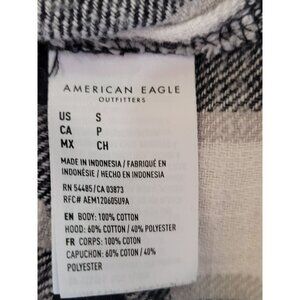 AMERICAN EAGLE
OUTFITTERS
US S
CA P
MX CH
MADE IN INDONESIA / FABRIQUÉ EN
INDONÉSIE / HECHO EN INDONESIA
RN 54485/CA 03873
RFC# AEM120605U9A
EN BODY: 100% COTTON
HOOD: 60% COTTON / 40% POLYESTER
FR CORPS: 100% COTON
CAPUCHON: 60% COTON / 40%
POLYESTER